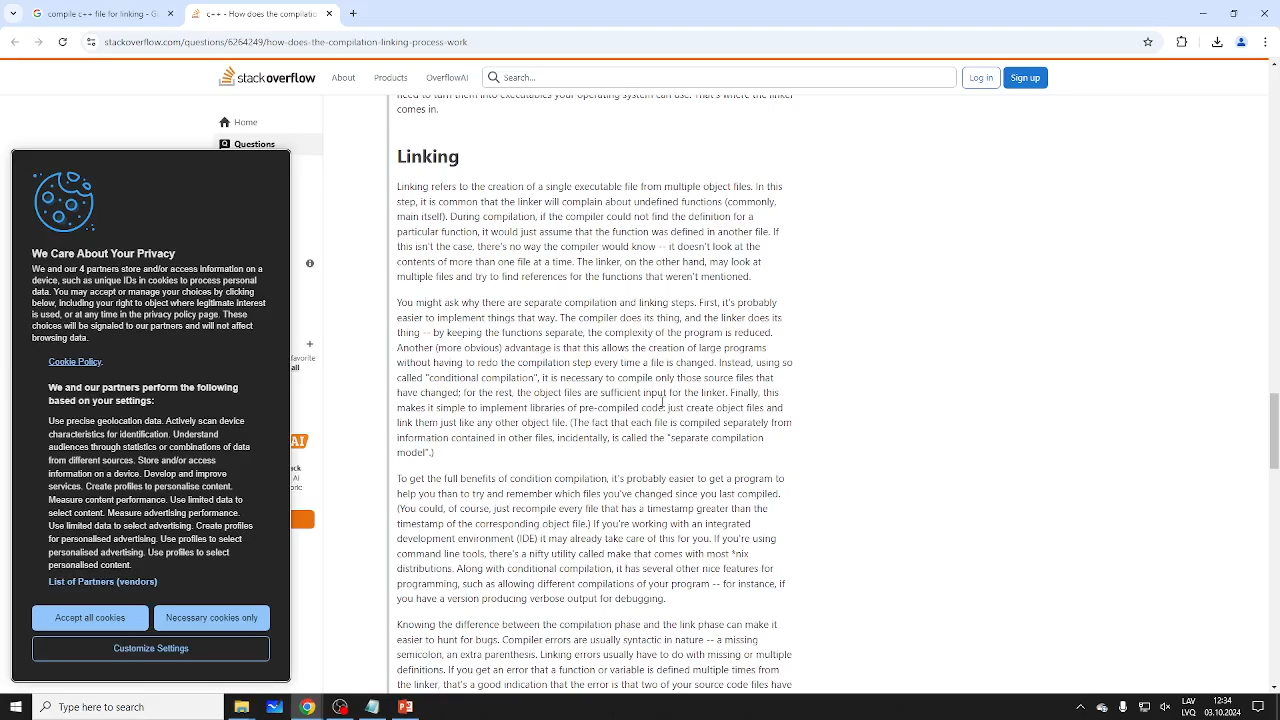 compile c++ file for linking - G
c++ - How does the compilatio
stackoverflow.com/questions/6264249/how-does-the-compilation-linking-process-work
stackoverflow
About
Products
OverflowAI
Search...
Log in
Sign up
need to turn them into executables your operating system can use. That's where the linker
comes in.
Home
Questions
Linking
Linking refers to the creation of a single executable file from multiple object files. In this
step, it is common that the linker will complain about undefined functions (commonly,
main itself). During compilation, if the compiler could not find the definition for a
particular function, it would just assume that the function was defined in another file. If
this isn't the case, there's no way the compiler would know -- it doesn't look at the
contents of more than one file at a time. The linker, on the other hand, may look at
multiple files and try to find references for the functions that weren't mentioned.
You might ask why there are separate compilation and linking steps. First, it's probably
easier to implement things that way. The compiler does its thing, and the linker does its
thing -- by keeping the functions separate, the complexity of the program is reduced.
Another (more obvious) advantage is that this allows the creation of large programs
without having to redo the compilation step every time a file is changed. Instead, using so
called "conditional compilation", it is necessary to compile only those source files that
have changed; for the rest, the object files are sufficient input for the linker. Finally, this
makes it simple to implement libraries of pre-compiled code: just create object files and
link them just like any other object file. (The fact that each file is compiled separately from
information contained in other files, incidentally, is called the "separate compilation
model".)
To get the full benefits of condition compilation, it's probably easier to get a program to
help you than to try and remember which files you've changed since you last compiled.
(You could, of course, just recompile every file that has a timestamp greater than the
timestamp of the corresponding object file.) If you're working with an integrated
development environment (IDE) it may already take care of this for you. If you're using
command line tools, there's a nifty utility called make that comes with most *nix
distributions. Along with conditional compilation, it has several other nice features for
programming, such as allowing different compilations of your program -- for instance, if
you have a version producing verbose output for debugging.
Knowing the difference between the compilation phase and the link phase can make it
easier to hunt for bugs. Compiler errors are usually syntactic in nature -- a missing
semicolon, an extra parenthesis. Linking errors usually have to do with missing or multiple
definitions. If you get an error that a function or variable is defined multiple times from
the linker, that's a good indication that the error is that two of your source code files have
We Care About Your Privacy
We and our 4 partners store and/or access information on a
device, such as unique IDs in cookies to process personal
data. You may accept or manage your choices by clicking
below, including your right to object where legitimate interest
is used, or at any time in the privacy policy page. These
choices will be signaled to our partners and will not affect
browsing data.
Cookie Policy.
We and our partners perform the following
based on your settings:
Use precise geolocation data. Actively scan device
characteristics for identification. Understand
audiences through statistics or combinations of data
from different sources. Store and/or access
information on a device. Develop and improve
services. Create profiles to personalise content.
Measure content performance. Use limited data to
select content. Measure advertising performance.
Use limited data to select advertising. Create profiles
for personalised advertising. Use profiles to select
personalised advertising. Use profiles to select
personalised content.
List of Partners (vendors)
Accept all cookies
Necessary cookies only
Customize Settings
favorite
all
AI
ack
AI
Type here to search
LAV
LVQ
12:34
03.10.2024